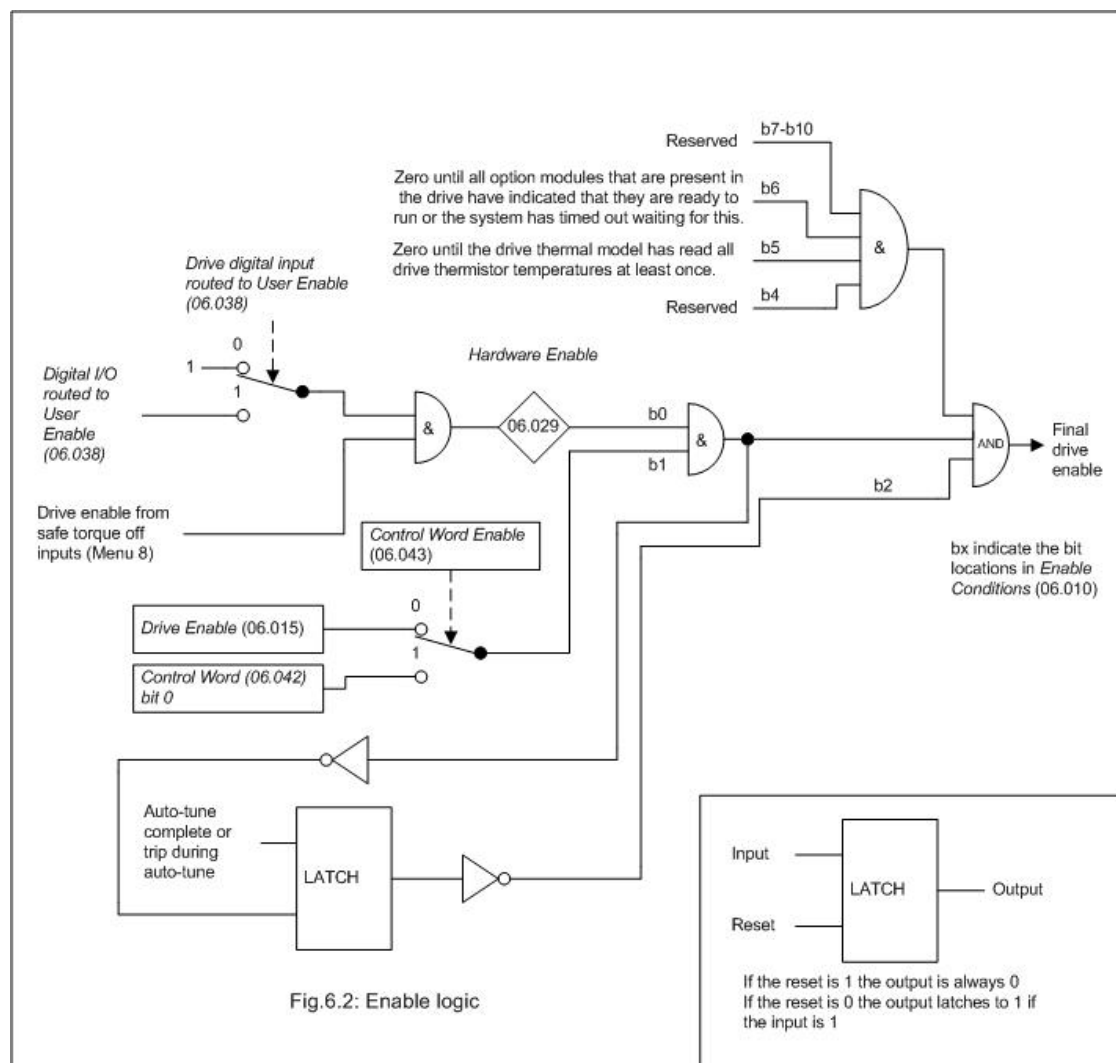 Reserved
b7-b10
Zero until all option modules that are present in
the drive have indicated that they are ready to
run or the system has timed out waiting for this.
b6
Zero until the drive thermal model has read all
drive thermistor temperatures at least once.
b5
Reserved
b4
&
Drive digital input
routed to User Enable
(06.038)
0
1
1
Digital I/O
routed to
User
Enable
(06.038)
Hardware Enable
&
06.029
b0
b1
&
AND
Final
drive
enable
b2
Drive enable from
safe torque off
inputs (Menu 8)
Control Word Enable
(06.043)
bx indicate the bit
locations in Enable
Conditions (06.010)
0
1
Drive Enable (06.015)
Control Word (06.042)
bit 0
Auto-tune
complete or
trip during
auto-tune
LATCH
Input
Reset
LATCH
Output
If the reset is 1 the output is always 0
If the reset is 0 the output latches to 1 if
the input is 1
Fig.6.2: Enable logic